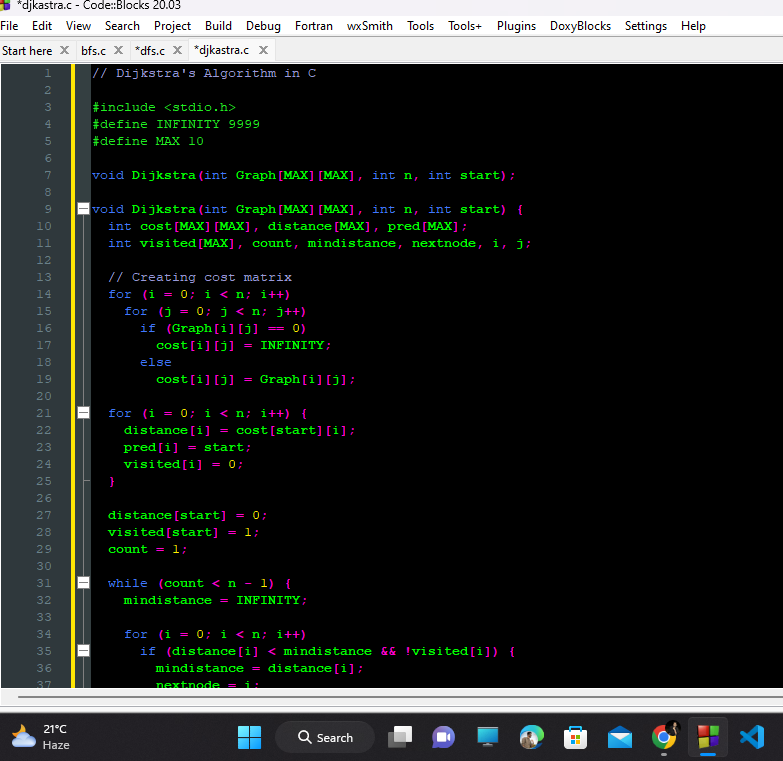 *djkastra.c - Code::Blocks 20.03
File Edit View Search Project Build Debug Fortran wxSmith Tools Tools+ Plugins DoxyBlocks Settings Help
Start here bfs.c *dfs.c *djkastra.c
1 // Dijkstra's Algorithm in C
2
3 #include <stdio.h>
4 #define INFINITY 9999
5 #define MAX 10
6
7 void Dijkstra(int Graph[MAX][MAX], int n, int start);
8
9 void Dijkstra(int Graph[MAX][MAX], int n, int start) {
10 int cost[MAX][MAX], distance[MAX], pred[MAX];
11 int visited[MAX], count, mindistance, nextnode, i, j;
12
13 // Creating cost matrix
14 for (i = 0; i < n; i++)
15 for (j = 0; j < n; j++)
16 if (Graph[i][j] == 0)
17 cost[i][j] = INFINITY;
18 else
19 cost[i][j] = Graph[i][j];
20
21 for (i = 0; i < n; i++) {
22 distance[i] = cost[start][i];
23 pred[i] = start;
24 visited[i] = 0;
25 }
26
27 distance[start] = 0;
28 visited[start] = 1;
29 count = 1;
30
31 while (count < n - 1) {
32 mindistance = INFINITY;
33
34 for (i = 0; i < n; i++)
35 if (distance[i] < mindistance && !visited[i]) {
36 mindistance = distance[i];
37 nextnode = i;
21°C
Haze
Search